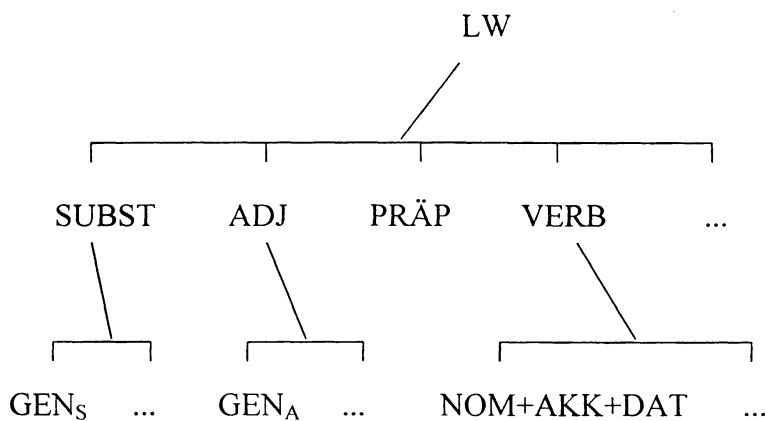 LW
SUBST ADJ PRÄP VERB ...
GENS ... GENA ... NOM+AKK+DAT ...